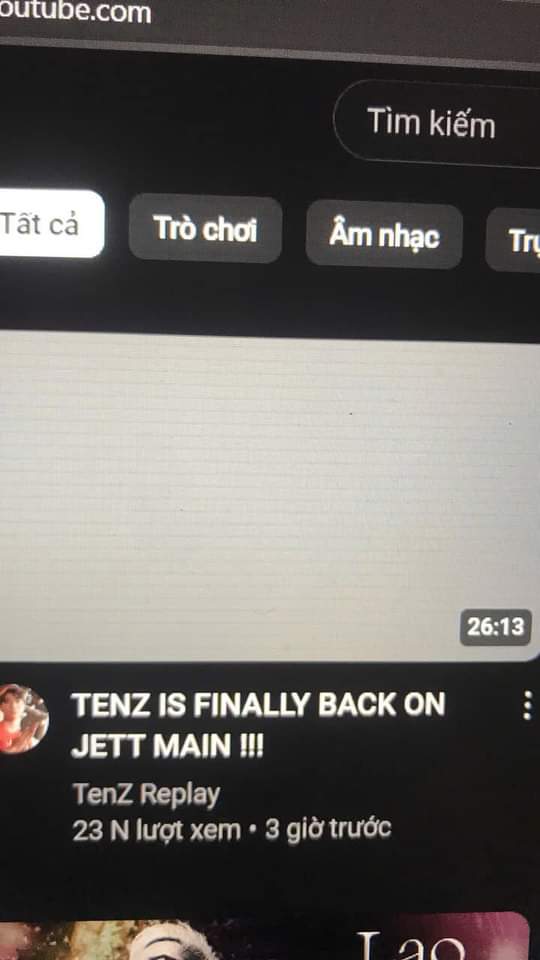 outube.com
Tìm kiếm
Tất cả
Trò chơi
Âm nhạc
Trụ
26:13
TENZ IS FINALLY BACK ON
JETT MAIN !!!
TenZ Replay
23 N lượt xem • 3 giờ trước
Lao